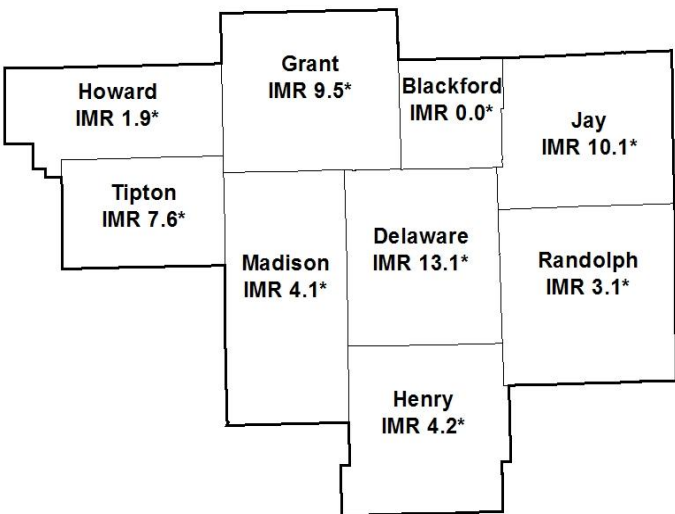 Grant
IMR 9.5*
Howard
IMR 1.9*
Blackford
IMR 0.0*
Jay
IMR 10.1*
Tipton
IMR 7.6*
Madison
IMR 4.1*
Delaware
IMR 13.1*
Randolph
IMR 3.1*
Henry
IMR 4.2*